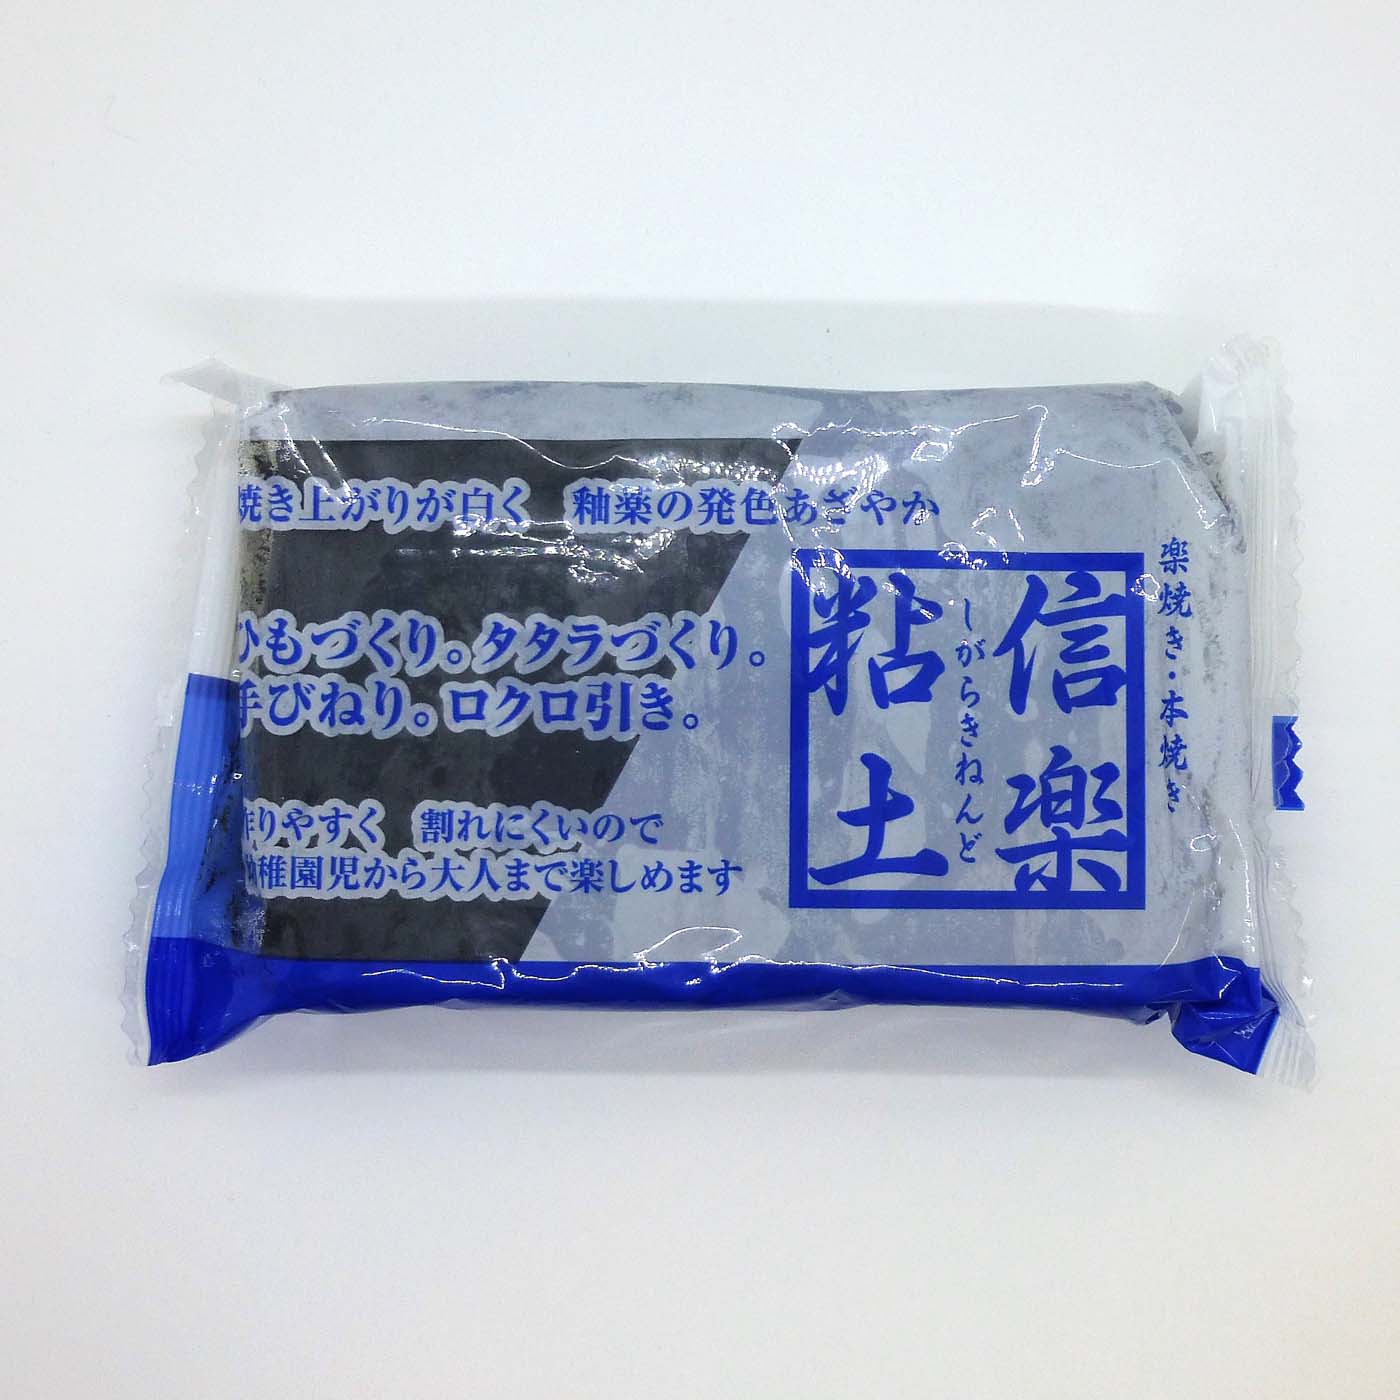 焼き上がりが白く 釉薬の発色あざやか
ひもづくり。タタラづくり。
手びねり。ロクロ引き。
作りやすく 割れにくいので
幼稚園児から大人まで楽しめます
楽焼き・本焼き
信楽
しがらきねんど
粘土